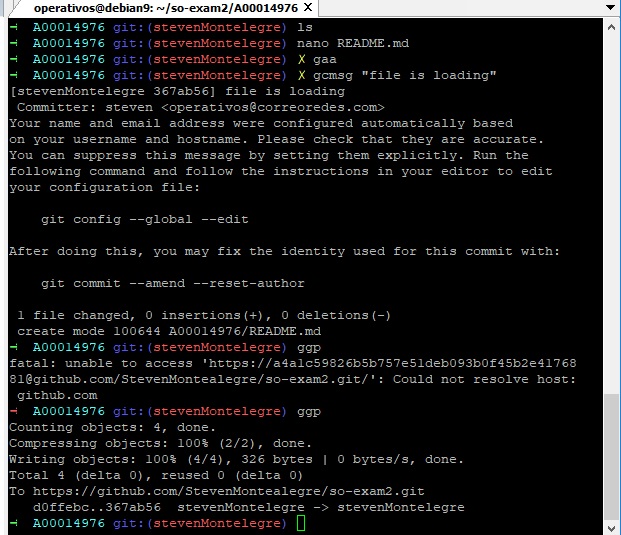 operativos@debian9: ~/so-exam2/A00014976 X
A00014976 git:(stevenMontelegre) ls
A00014976 git:(stevenMontelegre) nano README.md
A00014976 git:(stevenMontelegre) X gaa
A00014976 git:(stevenMontelegre) X gcmsg "file is loading"
[stevenMontelegre 367ab56] file is loading
Committer: steven <operativos@correoredes.com>
Your name and email address were configured automatically based
on your username and hostname. Please check that they are accurate.
You can suppress this message by setting them explicitly. Run the
following command and follow the instructions in your editor to edit
your configuration file:
git config --global --edit
After doing this, you may fix the identity used for this commit with:
git commit --amend --reset-author
1 file changed, 0 insertions(+), 0 deletions(-)
create mode 100644 A00014976/README.md
A00014976 git:(stevenMontelegre) ggp
fatal: unable to access 'https://a4a1c59826b5b757e51deb093b0f45b2e41768
81@github.com/StevenMontealegre/so-exam2.git/': Could not resolve host:
github.com
A00014976 git:(stevenMontelegre) ggp
Counting objects: 4, done.
Compressing objects: 100% (2/2), done.
Writing objects: 100% (4/4), 326 bytes | 0 bytes/s, done.
Total 4 (delta 0), reused 0 (delta 0)
To https://github.com/StevenMontealegre/so-exam2.git
d0ffebc..367ab56 stevenMontelegre -> stevenMontelegre
A00014976 git:(stevenMontelegre)